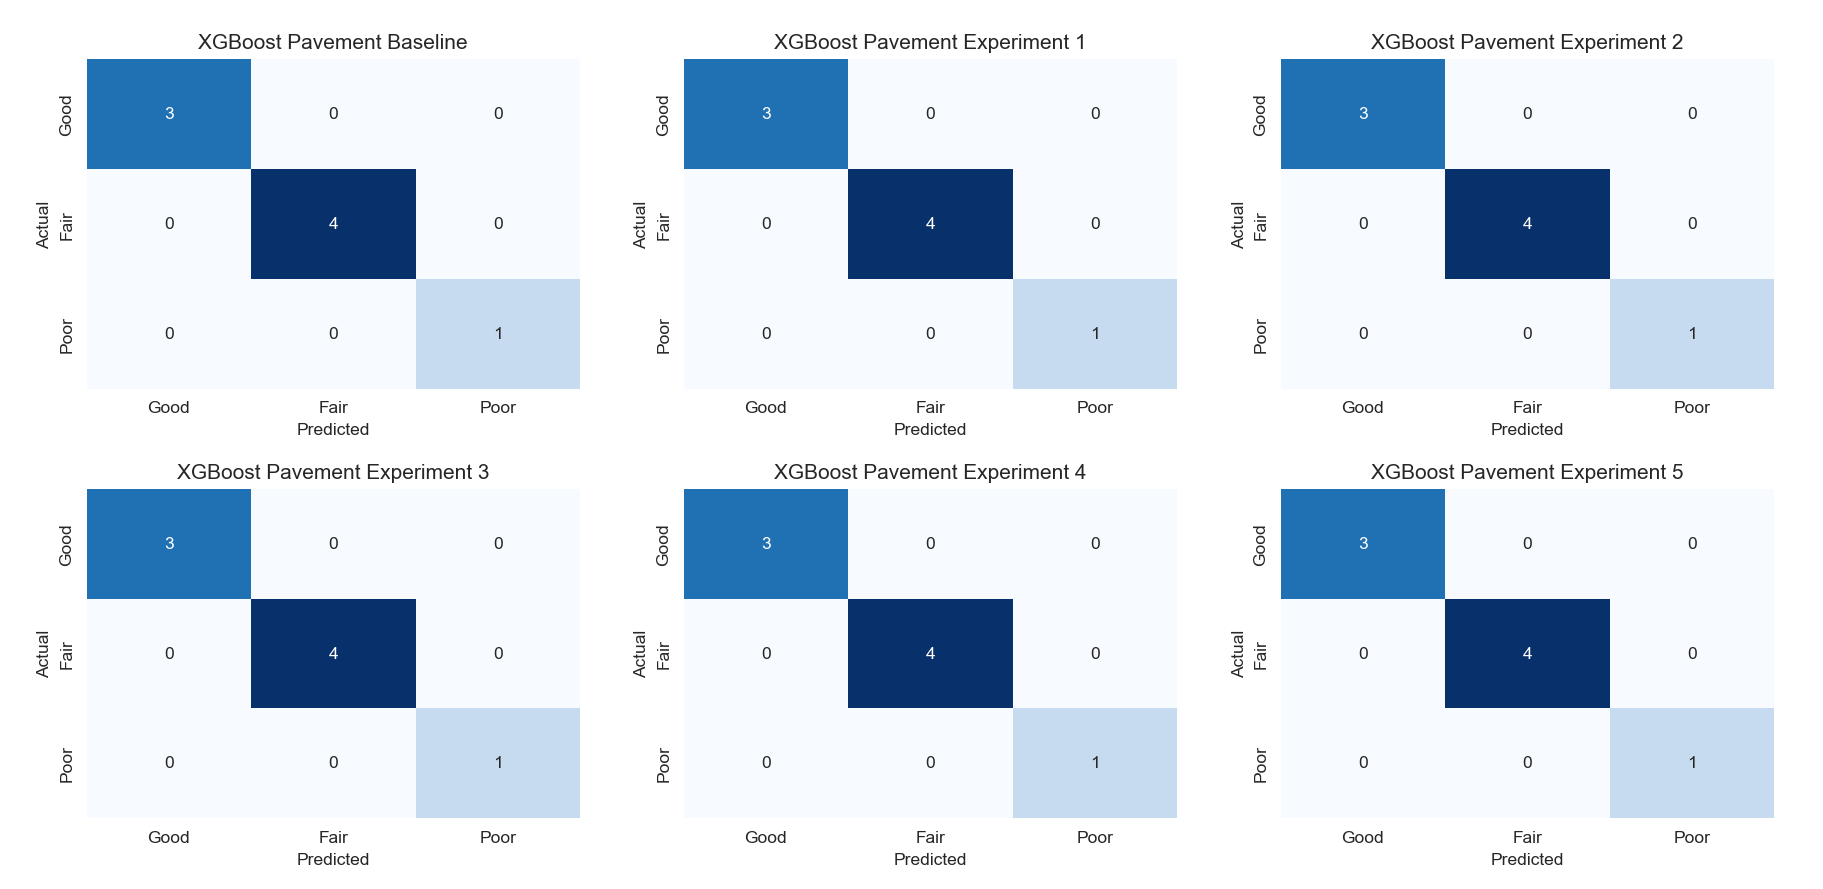 XGBoost Pavement Baseline
Actual
Good
3 0 0
Fair
0 4 0
Poor
0 0 1
Good Fair Poor
Predicted
XGBoost Pavement Experiment 1
Actual
Good
3 0 0
Fair
0 4 0
Poor
0 0 1
Good Fair Poor
Predicted
XGBoost Pavement Experiment 2
Actual
Good
3 0 0
Fair
0 4 0
Poor
0 0 1
Good Fair Poor
Predicted
XGBoost Pavement Experiment 3
Actual
Good
3 0 0
Fair
0 4 0
Poor
0 0 1
Good Fair Poor
Predicted
XGBoost Pavement Experiment 4
Actual
Good
3 0 0
Fair
0 4 0
Poor
0 0 1
Good Fair Poor
Predicted
XGBoost Pavement Experiment 5
Actual
Good
3 0 0
Fair
0 4 0
Poor
0 0 1
Good Fair Poor
Predicted